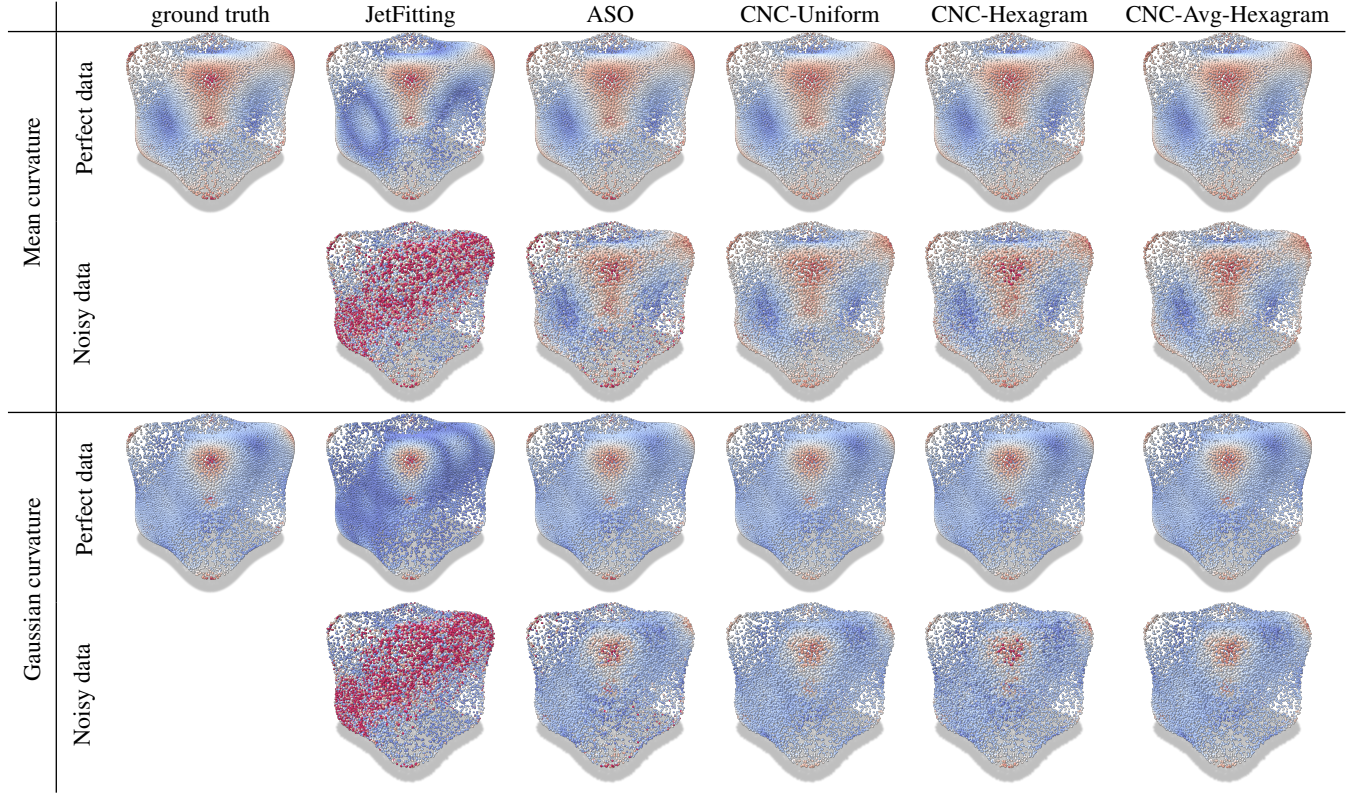 ground truth JetFitting ASO CNC-Uniform CNC-Hexagram CNC-Avg-Hexagram
Mean curvature
Perfect data
Noisy data
Gaussian curvature
Perfect data
Noisy data